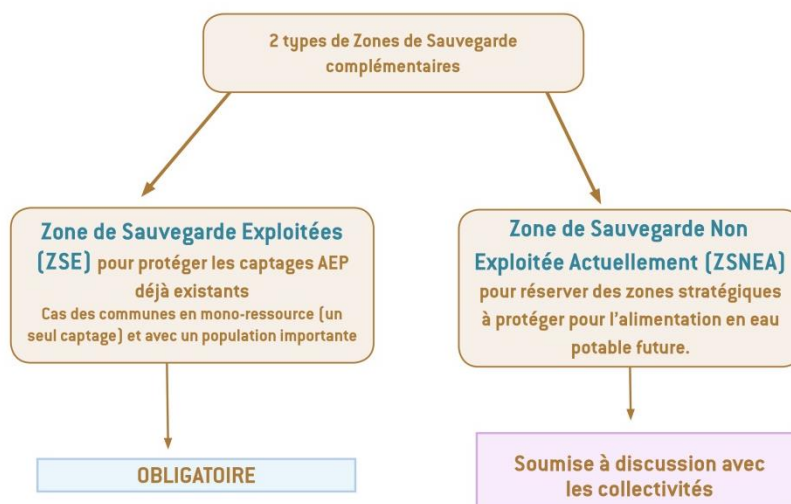 2 types de Zones de Sauvegarde
complémentaires
Zone de Sauvegarde Exploitées
(ZSE) pour protéger les captages AEP
déjà existants
Cas des communes en mono-ressource (un
seul captage) et avec un population importante
OBLIGATOIRE
Zone de Sauvegarde Non
Exploitée Actuellement (ZSNEA)
pour réserver des zones stratégiques
à protéger pour l'alimentation en eau
potable future.
Soumise à discussion avec
les collectivités